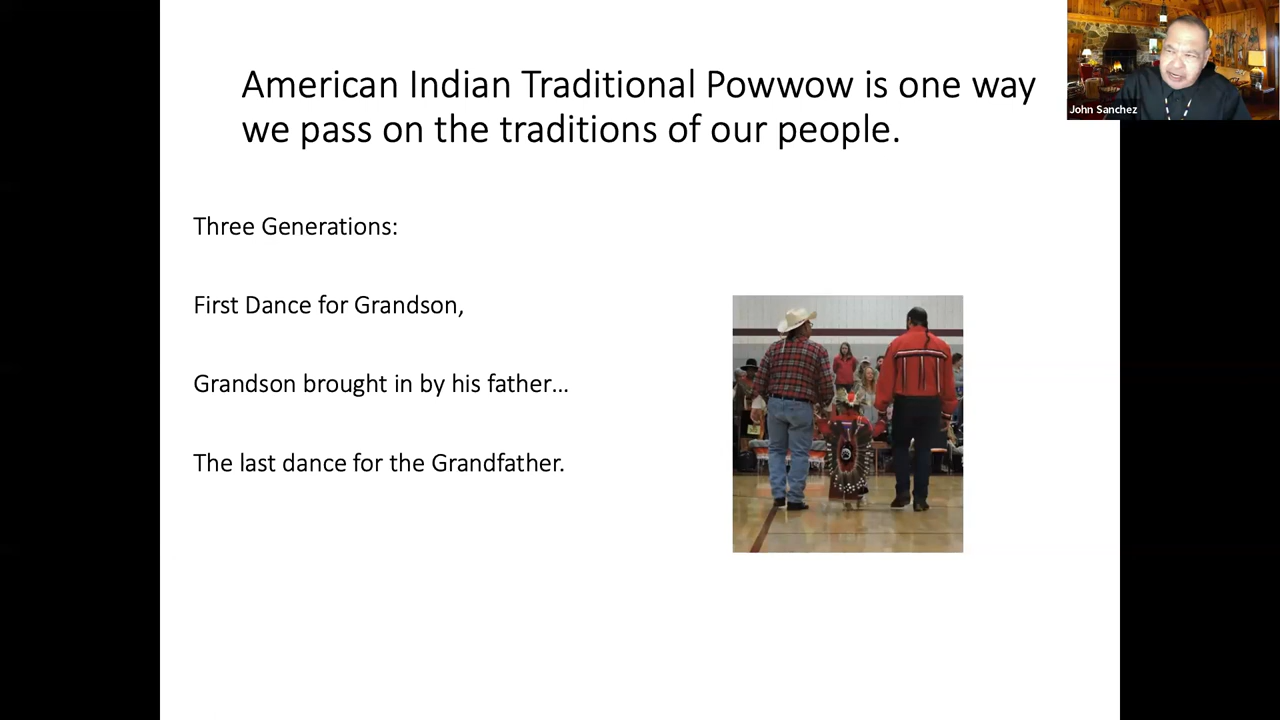 American Indian Traditional Powwow is one way
we pass on the traditions of our people.
John Sanchez
Three Generations:
First Dance for Grandson,
Grandson brought in by his father...
The last dance for the Grandfather.